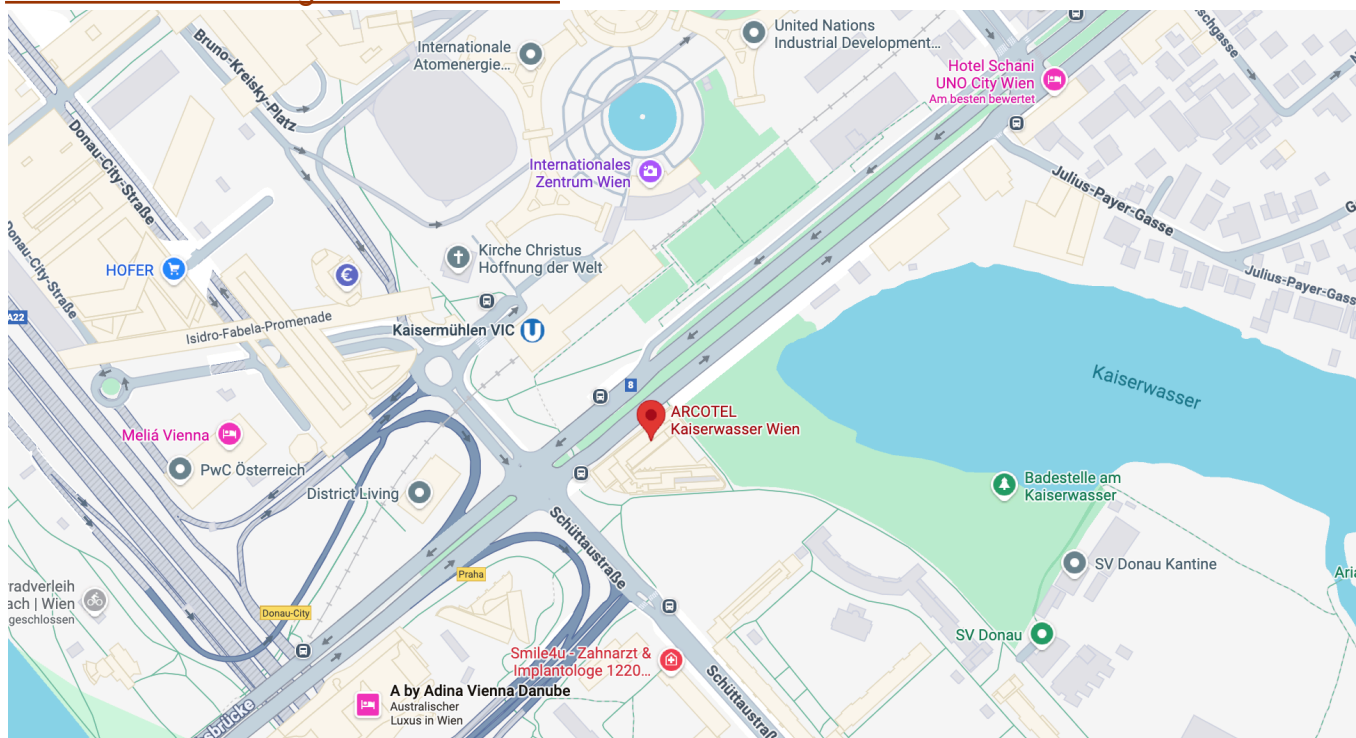 United Nations
Industrial Development...
Internationale
Atomenergie...
Bruno-Kreisky-Platz
Hotel Schani
UNO City Wien
Am besten bewertet
Donau-City-Straße
Internationales
Zentrum Wien
Julius-Payer-Gasse
Kirche Christus
Hoffnung der Welt
HOFER
€
Donau-City-Straße
Julius-Payer-Gass
A22
Isidro-Fabela-Promenade
Kaisermühlen VIC
U
Kaiserwasser
8
ARCOTEL
Kaiserwasser Wien
Meliá Vienna
PwC Österreich
District Living
Badestelle am
Kaiserwasser
Schüttaustraße
SV Donau Kantine
Praha
rradverleih
ach | Wien
geschlossen
Donau-City
SV Donau
Smile4u - Zahnarzt &
Implantologe 1220...
A by Adina Vienna Danube
Australischer
Luxus in Wien
Schüttaustraß
sbrücke